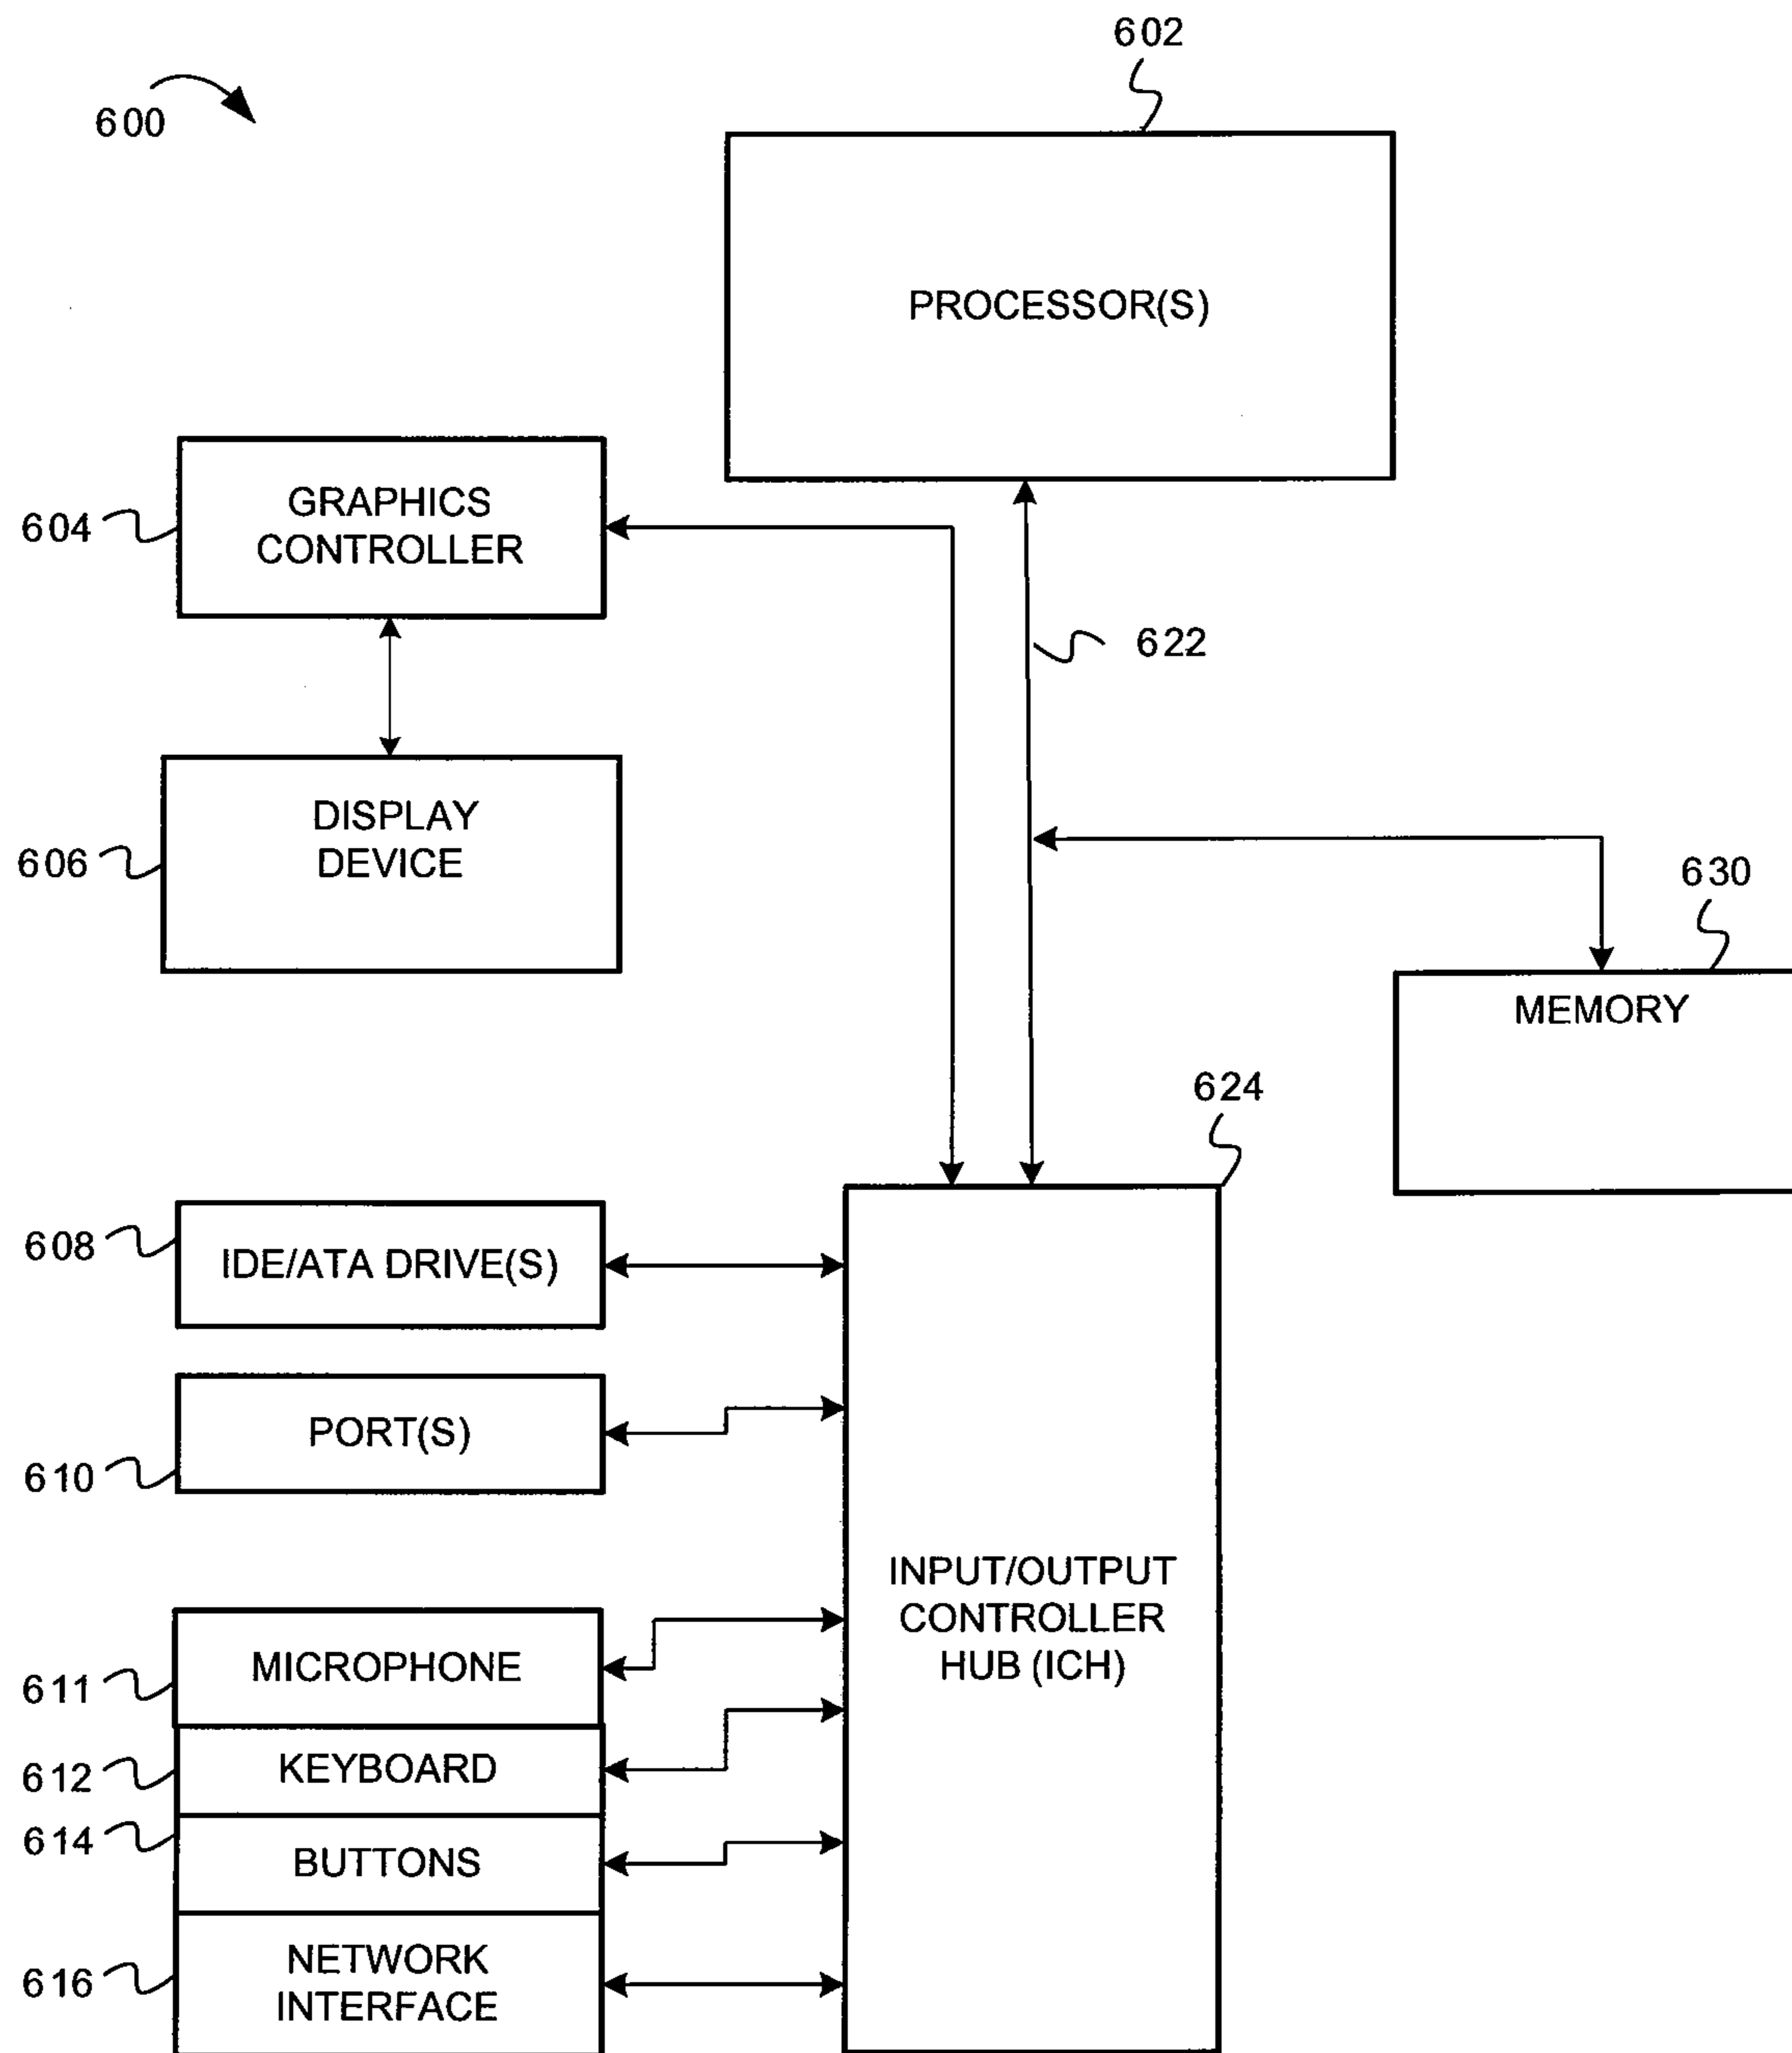 602
600
PROCESSOR(S)
GRAPHICS
CONTROLLER
604
622
DISPLAY
DEVICE
606
630
MEMORY
624
608
IDE/ATA DRIVE(S)
PORT(S)
610
INPUT/OUTPUT
CONTROLLER
HUB (ICH)
MICROPHONE
611
KEYBOARD
612
614
BUTTONS
NETWORK
INTERFACE
616